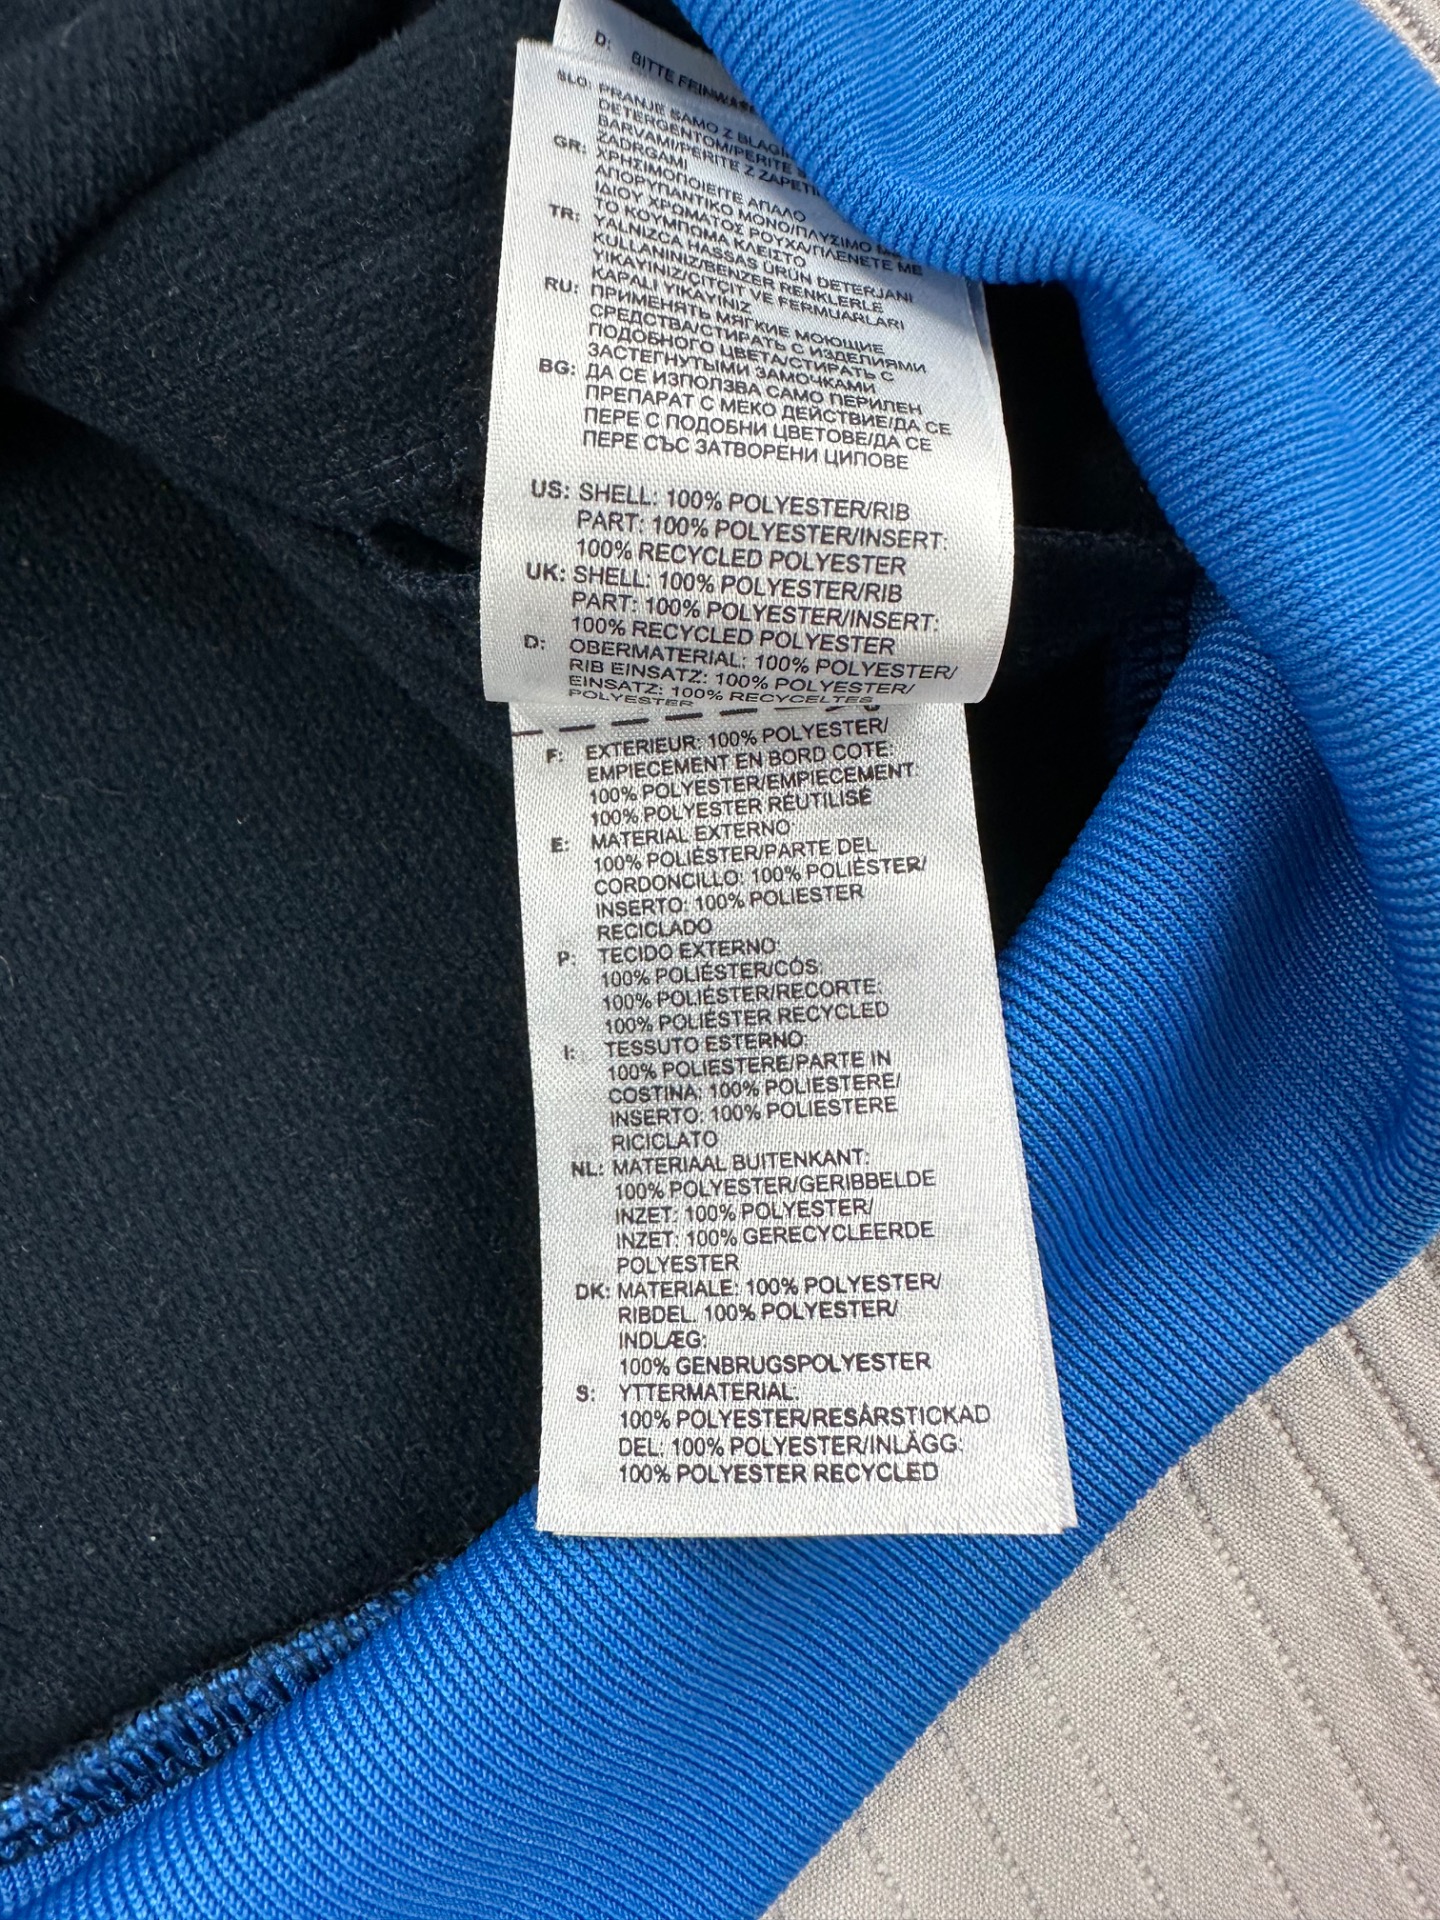 D: BITTE FEINWAS
SLO: PRANJE SAMO Z BLAGI
DETERGENTOM/PERITE S
BARVAMI/PERITE Z ZAPETI
ZADRGAMI
GR: ΧΡΗΣΙΜΟΠΟΙΕΙΤΕ ΑΠΑΛΟ
ΑΠΟΡΥΠΑΝΤΙΚΟ ΜΟΝΟ/ΠΛΥΣΙΜΟ ΜΕ
ΙΔΙΟΥ ΧΡΩΜΑΤΟΣ ΡΟΥΧΑ/ΠΛΕΝΕΤΕ ΜΕ
ΤΟ ΚΟΥΜΠΩΜΑ ΚΛΕΙΣΤΟ
TR: YALNIZCA HASSAS ÜRÜN DETERJANI
KULLANINIZ/BENZER RENKLERLE
YIKAYINIZ/ÇITÇIT VE FERMUARLARI
KAPALI YIKAYINIZ
RU: ПРИМЕНЯТЬ МЯГКИЕ МОЮЩИЕ
СРЕДСТВА/СТИРАТЬ С ИЗДЕЛИЯМИ
ПОДОБНОГО ЦВЕТА/СТИРАТЬ С
ЗАСТЕГНУТЫМИ ЗАМОЧКАМИ
BG: ДА СЕ ИЗПОЛЗВА САМО ПЕРИЛЕН
ПРЕПАРАТ С МЕКО ДЕЙСТВИЕ/ДА СЕ
ПЕРЕ С ПОДОБНИ ЦВЕТОВЕ/ДА СЕ
ПЕРЕ СЪС ЗАТВОРЕНИ ЦИПОВЕ
US: SHELL: 100% POLYESTER/RIB
PART: 100% POLYESTER/INSERT:
100% RECYCLED POLYESTER
UK: SHELL: 100% POLYESTER/RIB
PART: 100% POLYESTER/INSERT:
100% RECYCLED POLYESTER
D: OBERMATERIAL: 100% POLYESTER/
RIB EINSATZ: 100% POLYESTER/
EINSATZ: 100% RECYCELTES
POLYESTER
F: EXTERIEUR: 100% POLYESTER/
EMPIECEMENT EN BORD COTE:
100% POLYESTER/EMPIECEMENT:
100% POLYESTER RÉUTILISÉ
E: MATERIAL EXTERNO
100% POLIÉSTER/PARTE DEL
CORDONCILLO: 100% POLIÉSTER/
INSERTO: 100% POLIESTER
RECICLADO
P: TECIDO EXTERNO:
100% POLIÉSTER/CÓS:
100% POLIÉSTER/RECORTE:
100% POLIÉSTER RECYCLED
I: TESSUTO ESTERNO:
100% POLIESTERE/PARTE IN
COSTINA: 100% POLIESTERE/
INSERTO: 100% POLIESTERE
RICICLATO
NL: MATERIAAL BUITENKANT:
100% POLYESTER/GERIBBELDE
INZET: 100% POLYESTER/
INZET: 100% GERECYCLEERDE
POLYESTER
DK: MATERIALE: 100% POLYESTER/
RIBDEL. 100% POLYESTER/
INDLÆG:
100% GENBRUGSPOLYESTER
S: YTTERMATERIAL:
100% POLYESTER/RESÅRSTICKAD
DEL: 100% POLYESTER/INLÄGG:
100% POLYESTER RECYCLED